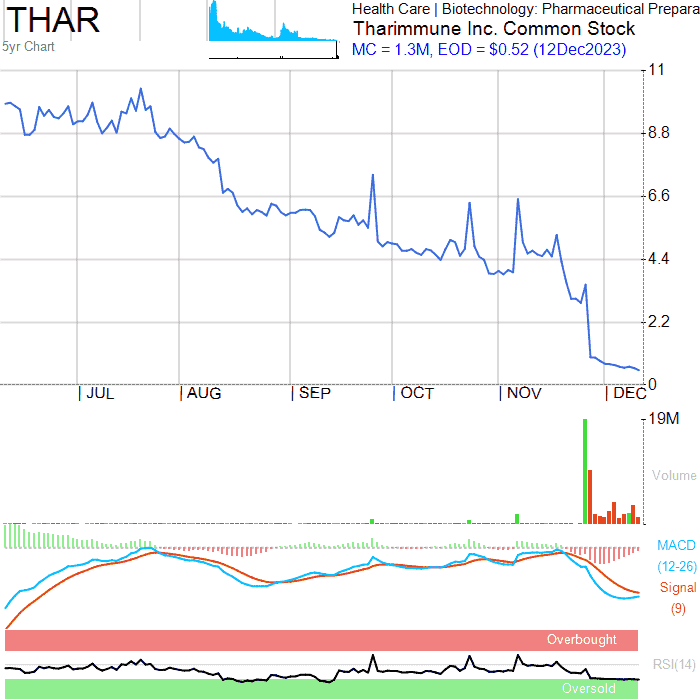 THAR
Health Care | Biotechnology: Pharmaceutical Prepara
Tharimmune Inc. Common Stock
5yr Chart
MC = 1.3M, EOD = $0.52 (12Dec2023)
11
8.8
6.6
4.4
2.2
0
| JUL | AUG | SEP | OCT | NOV | DEC
19M
Volume
MACD
(12-26)
Signal
(9)
Overbought
RSI(14)
Oversold